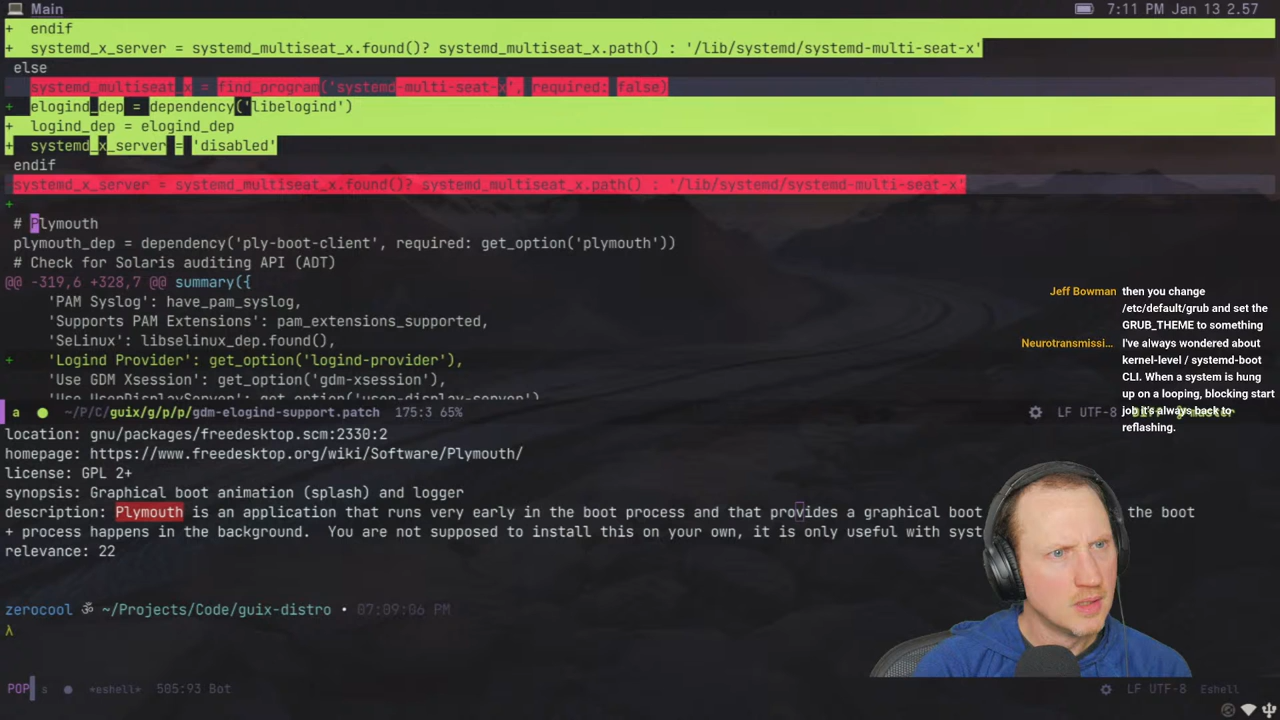 Main
7:11 PM Jan 13 2.57
+ endif
+ systemd_x_server = systemd_multiseat_x.found()? systemd_multiseat_x.path() : '/lib/systemd/systemd-multi-seat-x'
else
systemd_multiseat_x = find_program('systemd-multi-seat-x', required: false)
+ elogind_dep = dependency('libelogind')
+ logind_dep = elogind_dep
+ systemd_x_server = 'disabled'
endif
systemd_x_server = systemd_multiseat_x.found()? systemd_multiseat_x.path() : '/lib/systemd/systemd-multi-seat-x'
+
# Plymouth
plymouth_dep = dependency('ply-boot-client', required: get_option('plymouth'))
# Check for Solaris auditing API (ADT)
@@ -319,6 +328,7 @@ summary({
'PAM Syslog': have_pam_syslog,
'Supports PAM Extensions': pam_extensions_supported,
'SeLinux': libselinux_dep.found(),
+ 'Logind Provider': get_option('logind-provider'),
'Use GDM Xsession': get_option('gdm-xsession'),
Jeff Bowman then you change
/etc/default/grub and set the
GRUB_THEME to something
Neurotransmissi... I've always wondered about
kernel-level / systemd-boot
CLI. When a system is hung
up on a looping, blocking start
job it's always back to
reflashing.
a ~/P/C/guix/g/p/p/gdm-elogind-support.patch 175:3 65%
LF UTF-8 master
location: gnu/packages/freedesktop.scm:2330:2
homepage: https://www.freedesktop.org/wiki/Software/Plymouth/
license: GPL 2+
synopsis: Graphical boot animation (splash) and logger
description: Plymouth is an application that runs very early in the boot process and that provides a graphical boot the boot
+ process happens in the background. You are not supposed to install this on your own, it is only useful with syst
relevance: 22
zerocool ॐ ~/Projects/Code/guix-distro • 07:09:06 PM
λ
POP s *eshell* 505:93 Bot
LF UTF-8 Eshell